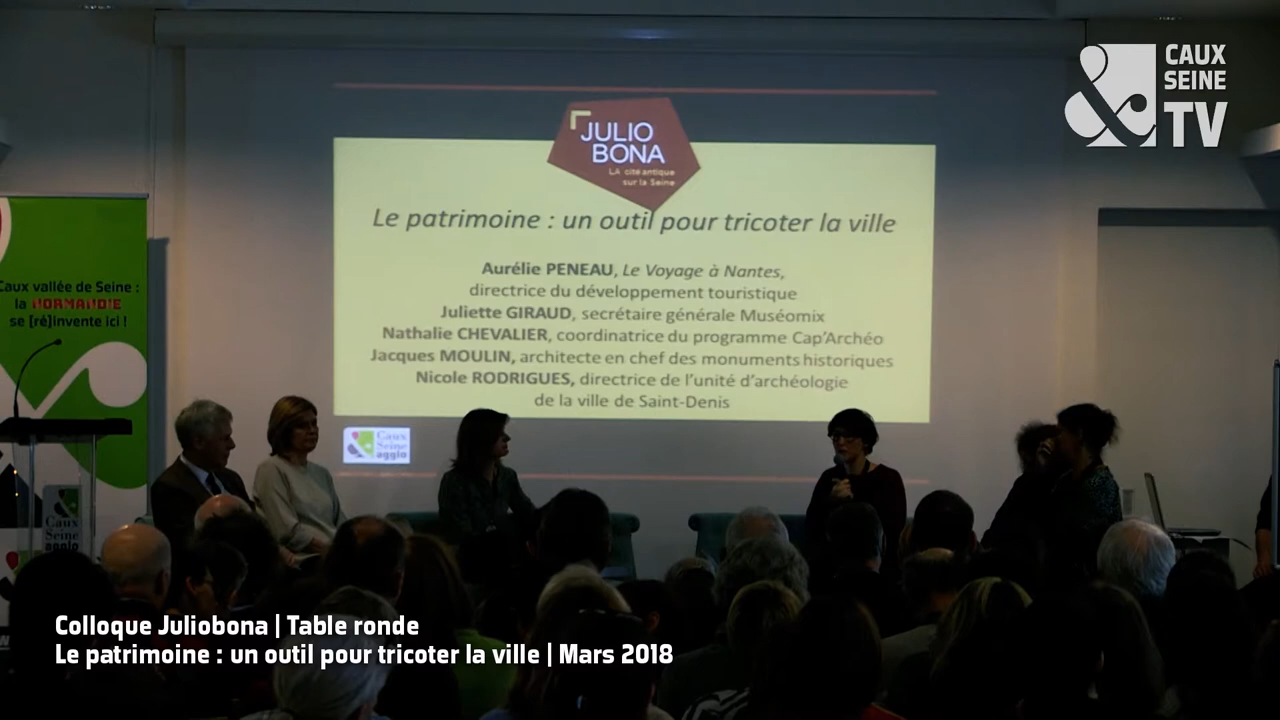 CAUX
SEINE
TV
JULIO
BONA
LA cité antique
sur la Seine
Le patrimoine : un outil pour tricoter la ville
Aurélie PENEAU, Le Voyage à Nantes,
directrice du développement touristique
Juliette GIRAUD, secrétaire générale Muséomix
Nathalie CHEVALIER, coordinatrice du programme Cap'Archéo
Jacques MOULIN, architecte en chef des monuments historiques
Nicole RODRIGUES, directrice de l'unité d'archéologie
de la ville de Saint-Denis
Caux
Seine
agglo
Caux vallée de Seine :
la NORMANDIE
se [ré]invente ici !
Caux
Seine
agglo
Colloque Juliobona | Table ronde
Le patrimoine : un outil pour tricoter la ville | Mars 2018